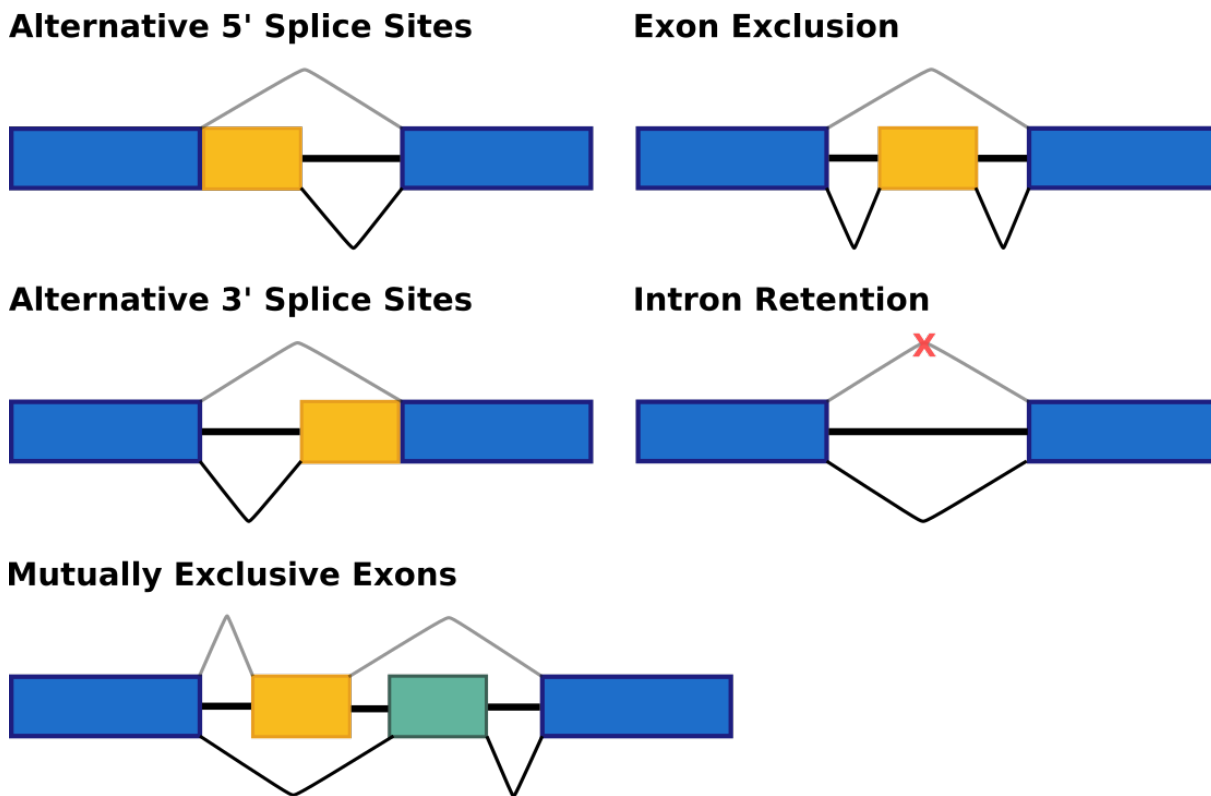 Alternative 5' Splice Sites
Exon Exclusion
Alternative 3' Splice Sites
Intron Retention
X
Mutually Exclusive Exons